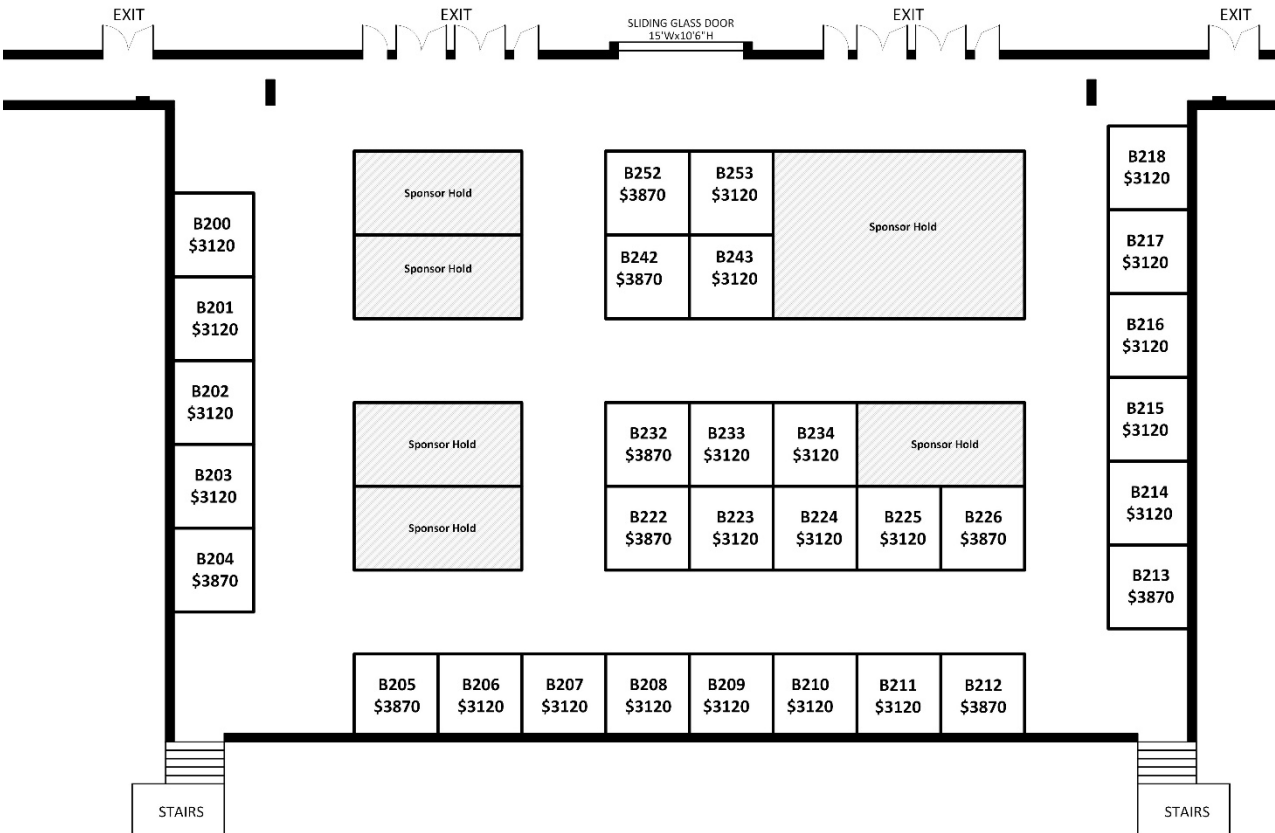 EXIT
EXIT
SLIDING GLASS DOOR
15'Wx10'6"H
EXIT
EXIT
Sponsor Hold
B252
$3870
B253
$3120
Sponsor Hold
B218
$3120
B200
$3120
Sponsor Hold
B242
$3870
B243
$3120
B217
$3120
B201
$3120
B216
$3120
B202
$3120
Sponsor Hold
B232
$3870
B233
$3120
B234
$3120
Sponsor Hold
B215
$3120
B203
$3120
Sponsor Hold
B222
$3870
B223
$3120
B224
$3120
B225
$3120
B226
$3870
B214
$3120
B204
$3870
B213
$3870
B205
$3870
B206
$3120
B207
$3120
B208
$3120
B209
$3120
B210
$3120
B211
$3120
B212
$3870
STAIRS
STAIRS